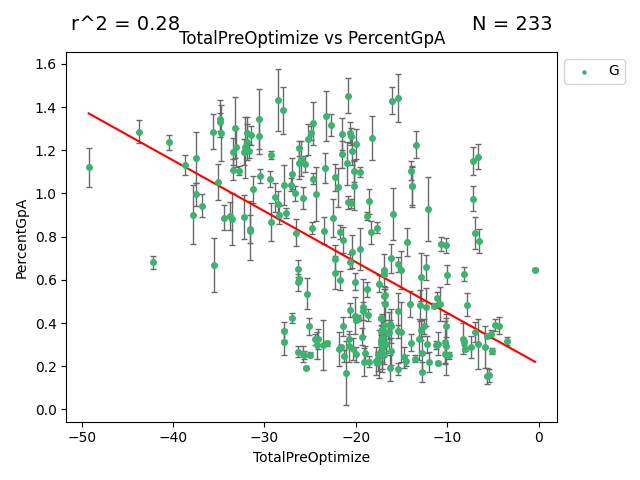 r^2 = 0.28
N = 233
TotalPreOptimize vs PercentGpA
G
1.6
1.4
1.2
1.0
0.8
0.6
0.4
0.2
0.0
PercentGpA
−50
−40
−30
−20
−10
0
TotalPreOptimize